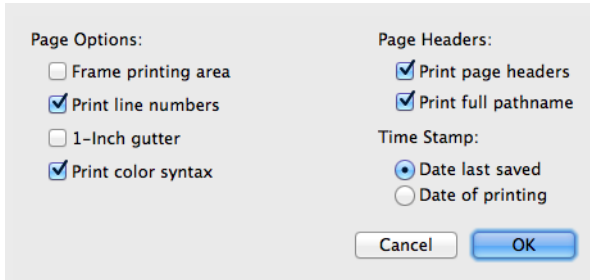 Page Options:
Frame printing area
Print line numbers
1-Inch gutter
Print color syntax
Page Headers:
Print page headers
Print full pathname
Time Stamp:
Date last saved
Date of printing
Cancel
OK